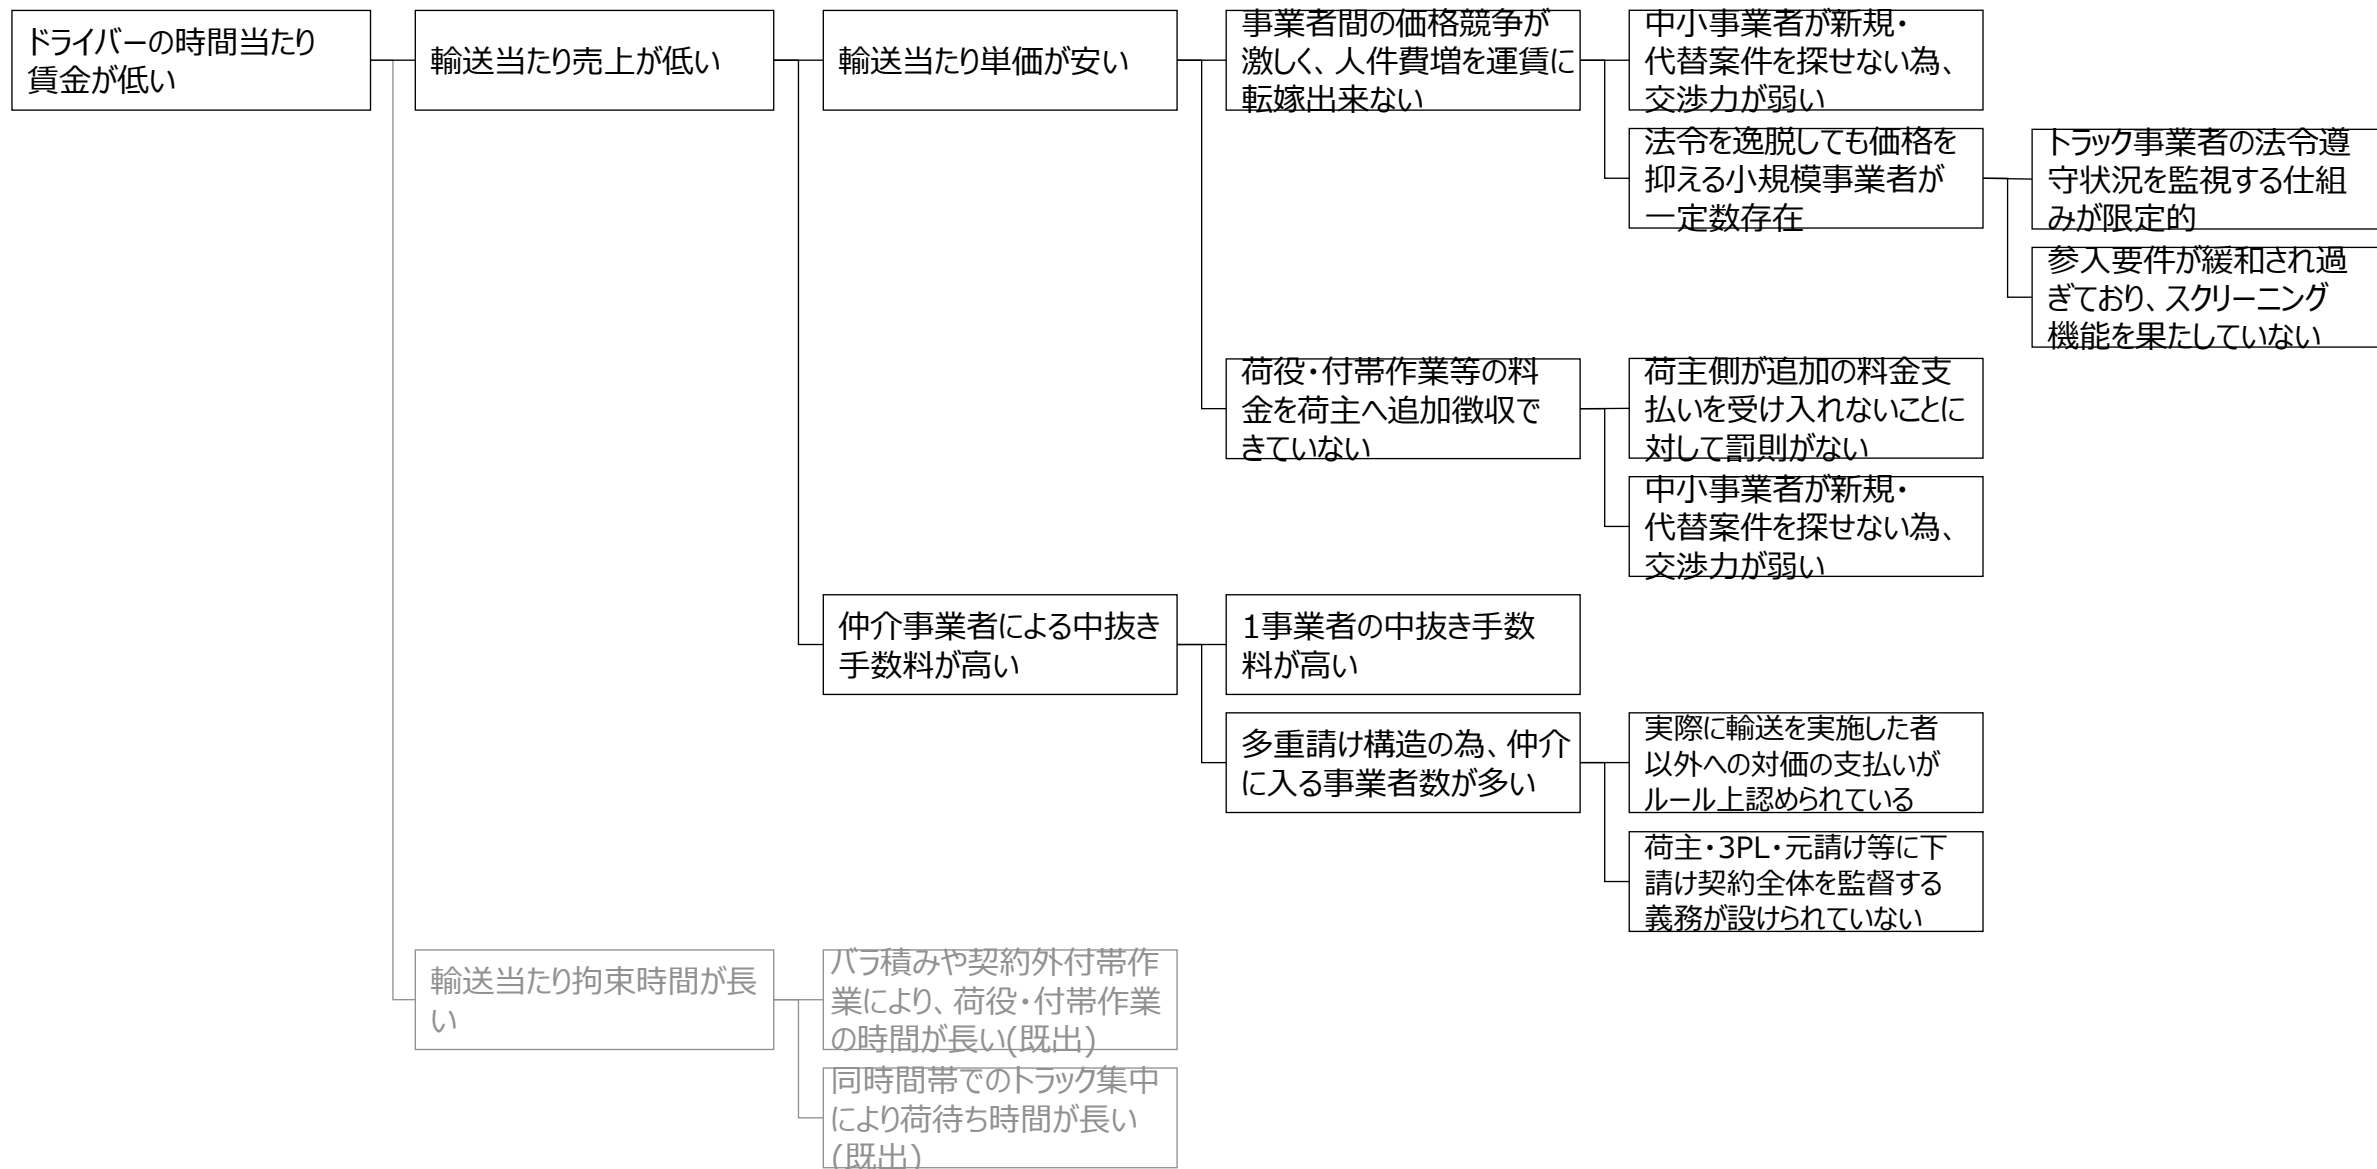 ドライバーの時間当たり
賃金が低い
輸送当たり売上が低い
輸送当たり単価が安い
事業者間の価格競争が
激しく、人件費増を運賃に
転嫁出来ない
中小事業者が新規・
代替案件を探せない為、
交渉力が弱い
法令を逸脱しても価格を
抑える小規模事業者が
一定数存在
トラック事業者の法令遵
守状況を監視する仕組
みが限定的
参入要件が緩和され過
ぎており、スクリーニング
機能を果たしていない
荷役・付帯作業等の料
金を荷主へ追加徴収で
きていない
荷主側が追加の料金支
払いを受け入れないことに
対して罰則がない
中小事業者が新規・
代替案件を探せない為、
交渉力が弱い
仲介事業者による中抜き
手数料が高い
1事業者の中抜き手数
料が高い
多重請け構造の為、仲介
に入る事業者数が多い
実際に輸送を実施した者
以外への対価の支払いが
ルール上認められている
荷主・3PL・元請け等に下
請け契約全体を監督する
義務が設けられていない
輸送当たり拘束時間が長
い
バラ積みや契約外付帯作
業により、荷役・付帯作業
の時間が長い(既出)
同時間帯でのトラック集中
により荷待ち時間が長い
(既出)